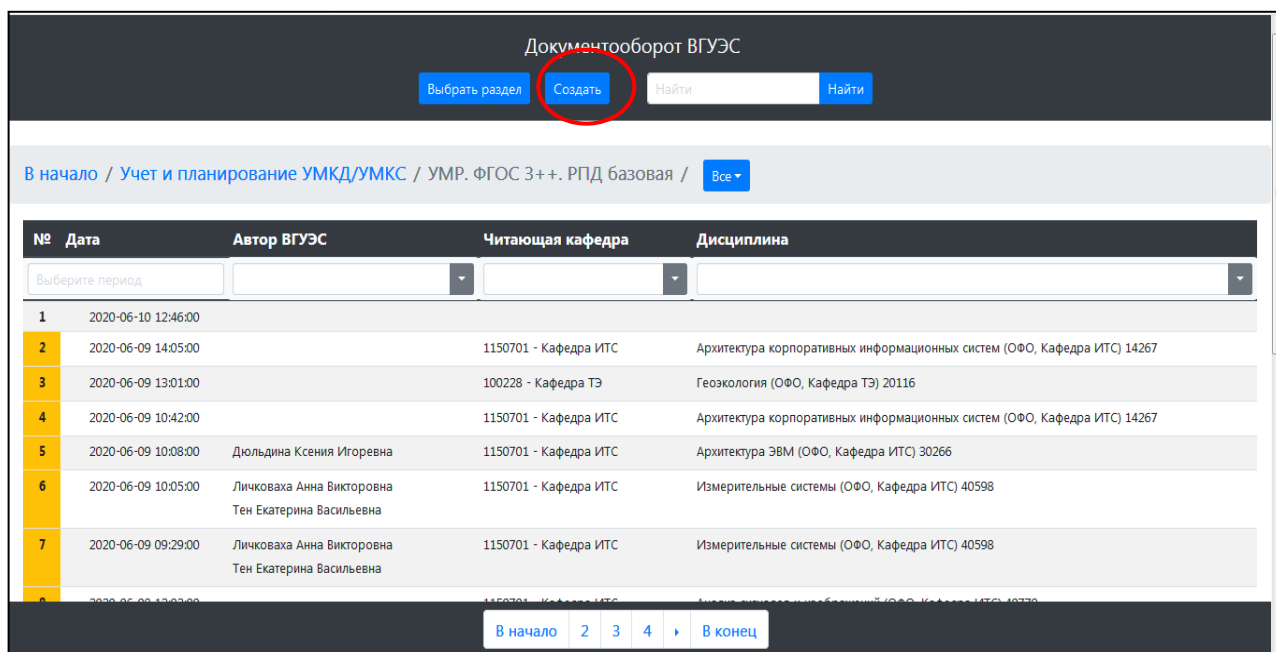 Документооборот ВГУЭС
Выбрать раздел Создать Найти Найти
В начало / Учет и планирование УМКД/УМКС / УМР. ФГОС 3++. РПД базовая / Все
№ Дата Автор ВГУЭС Читающая кафедра Дисциплина
Выберите период
1 2020-06-10 12:46:00
2 2020-06-09 14:05:00 1150701 - Кафедра ИТС Архитектура корпоративных информационных систем (ОФО, Кафедра ИТС) 14267
3 2020-06-09 13:01:00 100228 - Кафедра ТЭ Геоэкология (ОФО, Кафедра ТЭ) 20116
4 2020-06-09 10:42:00 1150701 - Кафедра ИТС Архитектура корпоративных информационных систем (ОФО, Кафедра ИТС) 14267
5 2020-06-09 10:08:00 Дюльдина Ксения Игоревна 1150701 - Кафедра ИТС Архитектура ЭВМ (ОФО, Кафедра ИТС) 30266
6 2020-06-09 10:05:00 Личковаха Анна Викторовна 1150701 - Кафедра ИТС Измерительные системы (ОФО, Кафедра ИТС) 40598
Тен Екатерина Васильевна
7 2020-06-09 09:29:00 Личковаха Анна Викторовна 1150701 - Кафедра ИТС Измерительные системы (ОФО, Кафедра ИТС) 40598
Тен Екатерина Васильевна
В начало 2 3 4 В конец